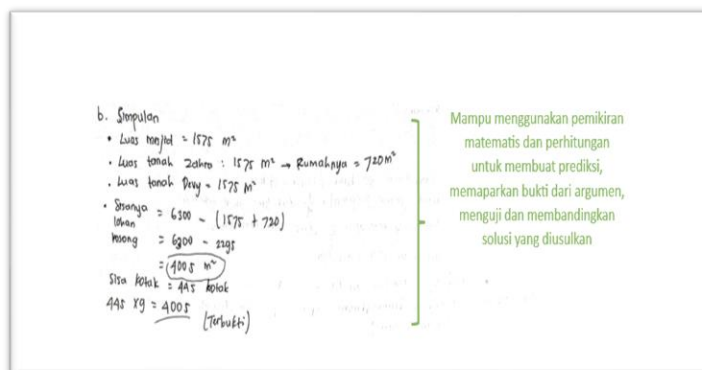 b. Simpulan
• Luas masjid = 1575 m²
• Luas tanah Zahra : 1575 m² → Rumahnya = 720 m²
• Luas tanah Devy = 1575 m²
• Sisanya = 6300 - (1575 + 720)
lahan
kosong = 6300 - 2295
= 4005 m²
Sisa kotak = 445 kotak
445 x9 = 4005 (Terbukti)
Mampu menggunakan pemikiran
matematis dan perhitungan
untuk membuat prediksi,
memaparkan bukti dari argumen,
menguji dan membandingkan
solusi yang diusulkan